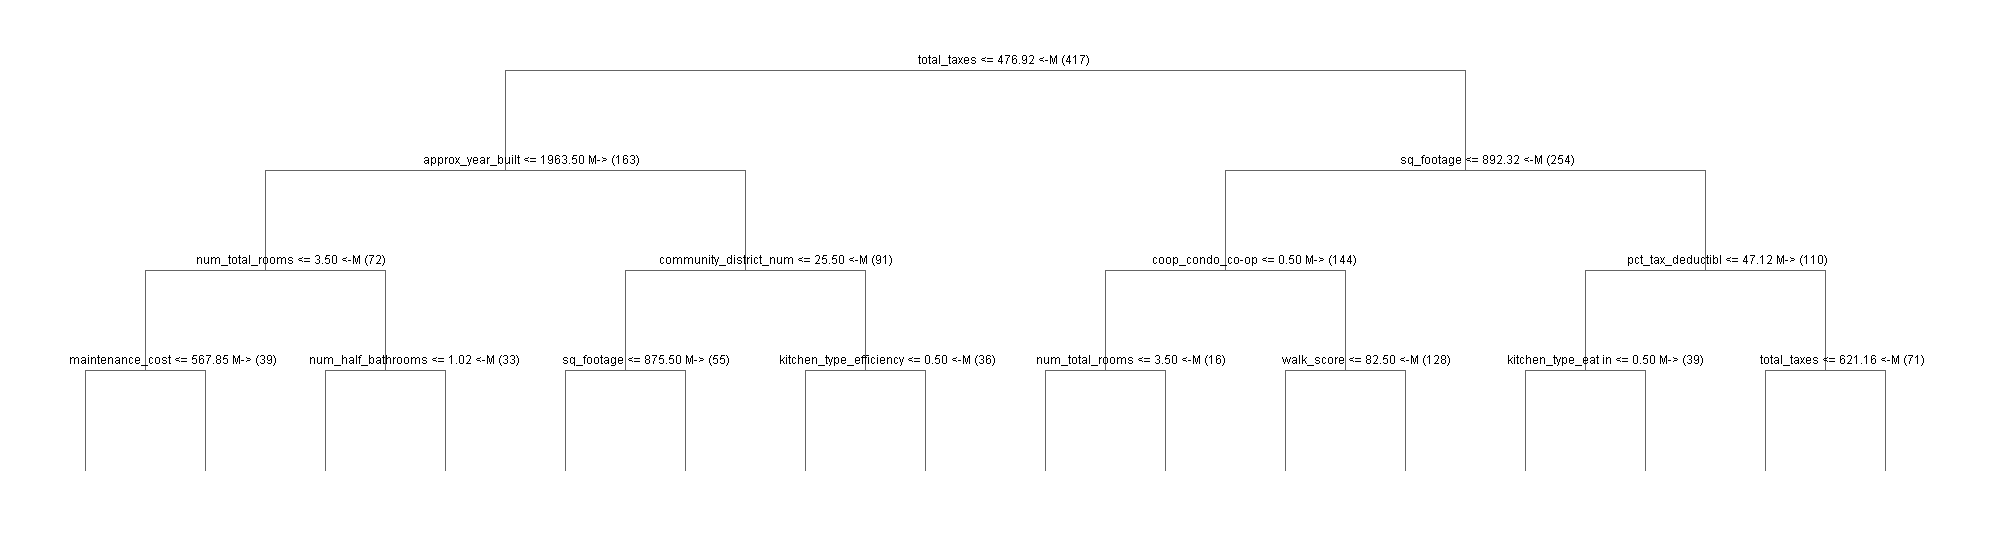 total_taxes <= 476.92 <-M (417)
approx_year_built <= 1963.50 M-> (163)
sq_footage <= 892.32 <-M (254)
num_total_rooms <= 3.50 <-M (72)
community_district_num <= 25.50 <-M (91)
coop_condo_co-op <= 0.50 M-> (144)
pct_tax_deductibl <= 47.12 M-> (110)
maintenance_cost <= 567.85 M-> (39)
num_half_bathrooms <= 1.02 <-M (33)
sq_footage <= 875.50 M-> (55)
kitchen_type_efficiency <= 0.50 <-M (36)
num_total_rooms <= 3.50 <-M (16)
walk_score <= 82.50 <-M (128)
kitchen_type_eat in <= 0.50 M-> (39)
total_taxes <= 621.16 <-M (71)